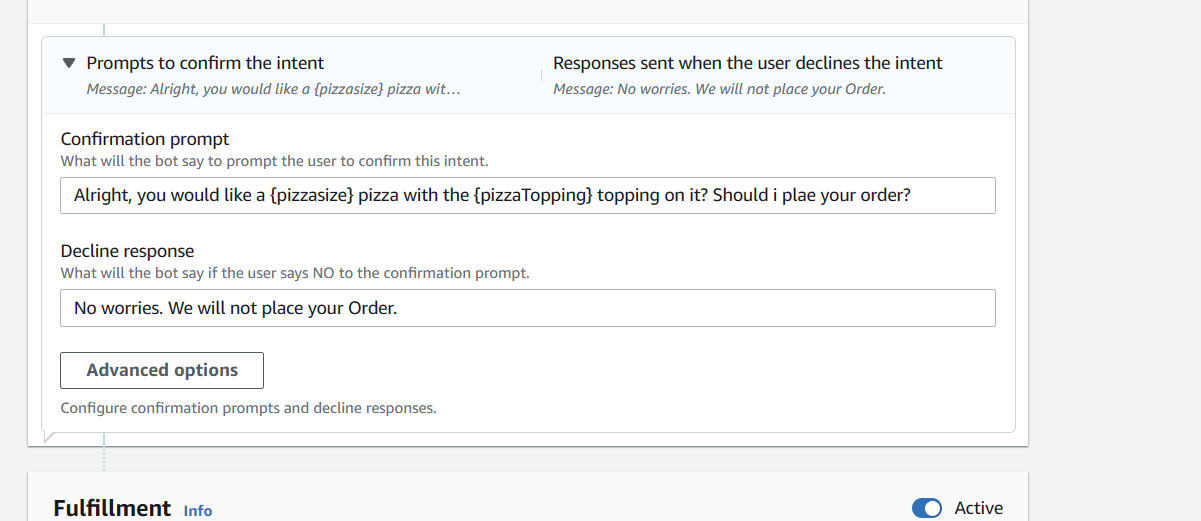 Prompts to confirm the intent
Message: Alright, you would like a {pizzasize} pizza wit…
Responses sent when the user declines the intent
Message: No worries. We will not place your Order.
Confirmation prompt
What will the bot say to prompt the user to confirm this intent.
Alright, you would like a {pizzasize} pizza with the {pizzaTopping} topping on it? Should i plae your order?
Decline response
What will the bot say if the user says NO to the confirmation prompt.
No worries. We will not place your Order.
Advanced options
Configure confirmation prompts and decline responses.
Fulfillment Info
Active